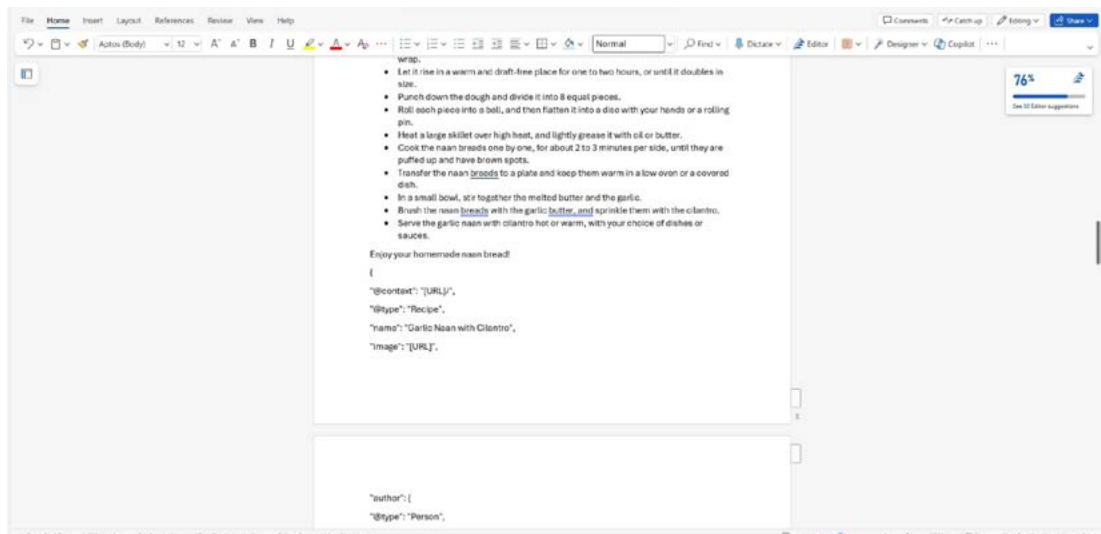 File Home Insert Layout References Review View Help
Comments Catch up Editing Share
Aptos (Body) 12 A A B I U A Normal Find Dictate Editor Designer Copilot
wrap.
• Let it rise in a warm and draft-free place for one to two hours, or until it doubles in
size.
• Punch down the dough and divide it into 8 equal pieces.
• Roll each piece into a ball, and then flatten it into a disc with your hands or a rolling
pin.
• Heat a large skillet over high heat, and lightly grease it with oil or butter.
• Cook the naan breads one by one, for about 2 to 3 minutes per side, until they are
puffed up and have brown spots.
• Transfer the naan breads to a plate and keep them warm in a low oven or a covered
dish.
• In a small bowl, stir together the melted butter and the garlic.
• Brush the naan breads with the garlic butter, and sprinkle them with the cilantro.
• Serve the garlic naan with cilantro hot or warm, with your choice of dishes or
sauces.
Enjoy your homemade naan bread!
{
"@context": "[URL]/",
"@type": "Recipe",
"name": "Garlic Naan with Cilantro",
"image": "[URL]",
"author": {
"@type": "Person",
76%
See 10 Editor suggestions